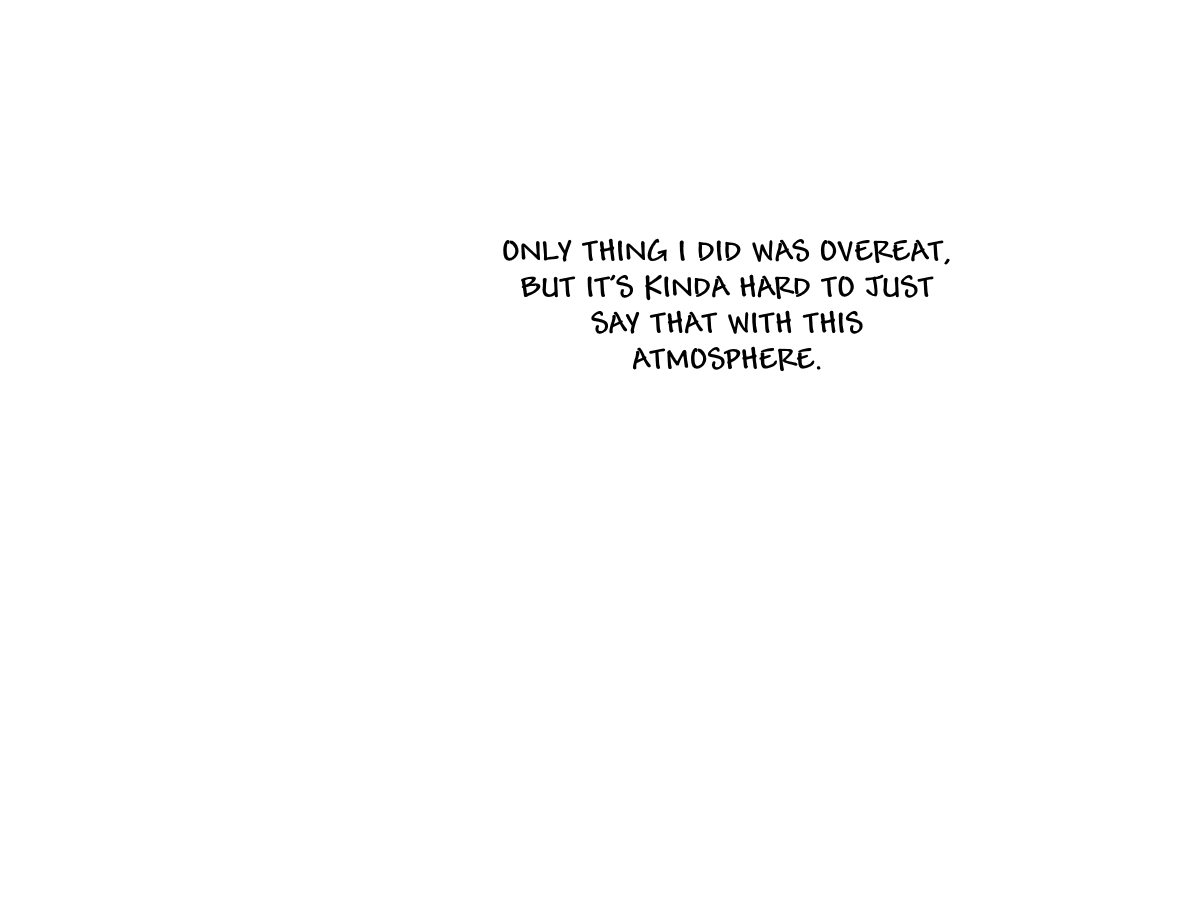 ONLY THING I DID WAS OVEREAT,
BUT IT'S KINDA HARD TO JUST
SAY THAT WITH THIS
ATMOSPHERE.